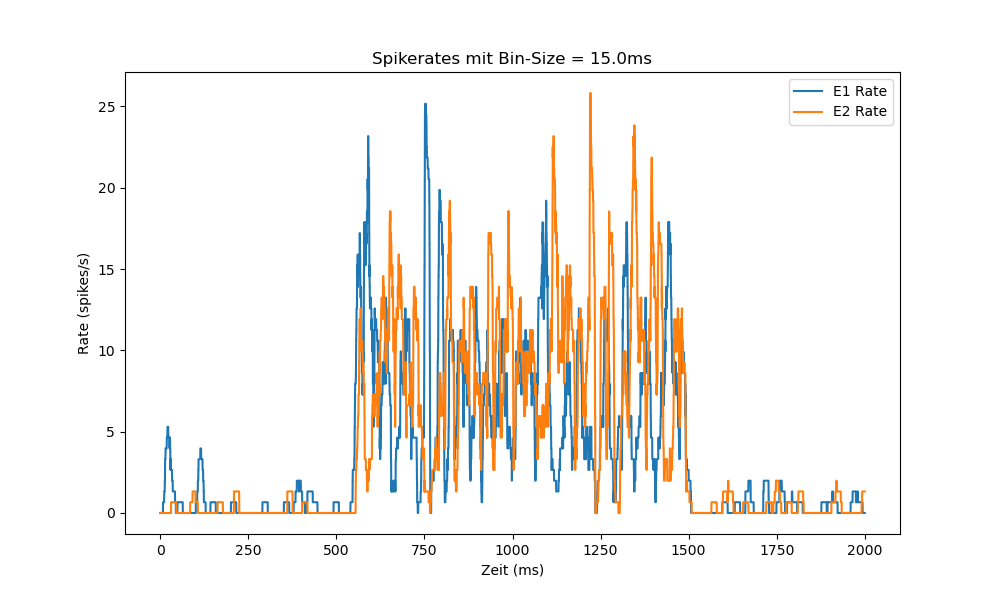 Spikerates mit Bin-Size = 15.0ms
E1 Rate
E2 Rate
Rate (spikes/s)
25
20
15
10
5
0
0 250 500 750 1000 1250 1500 1750 2000
Zeit (ms)